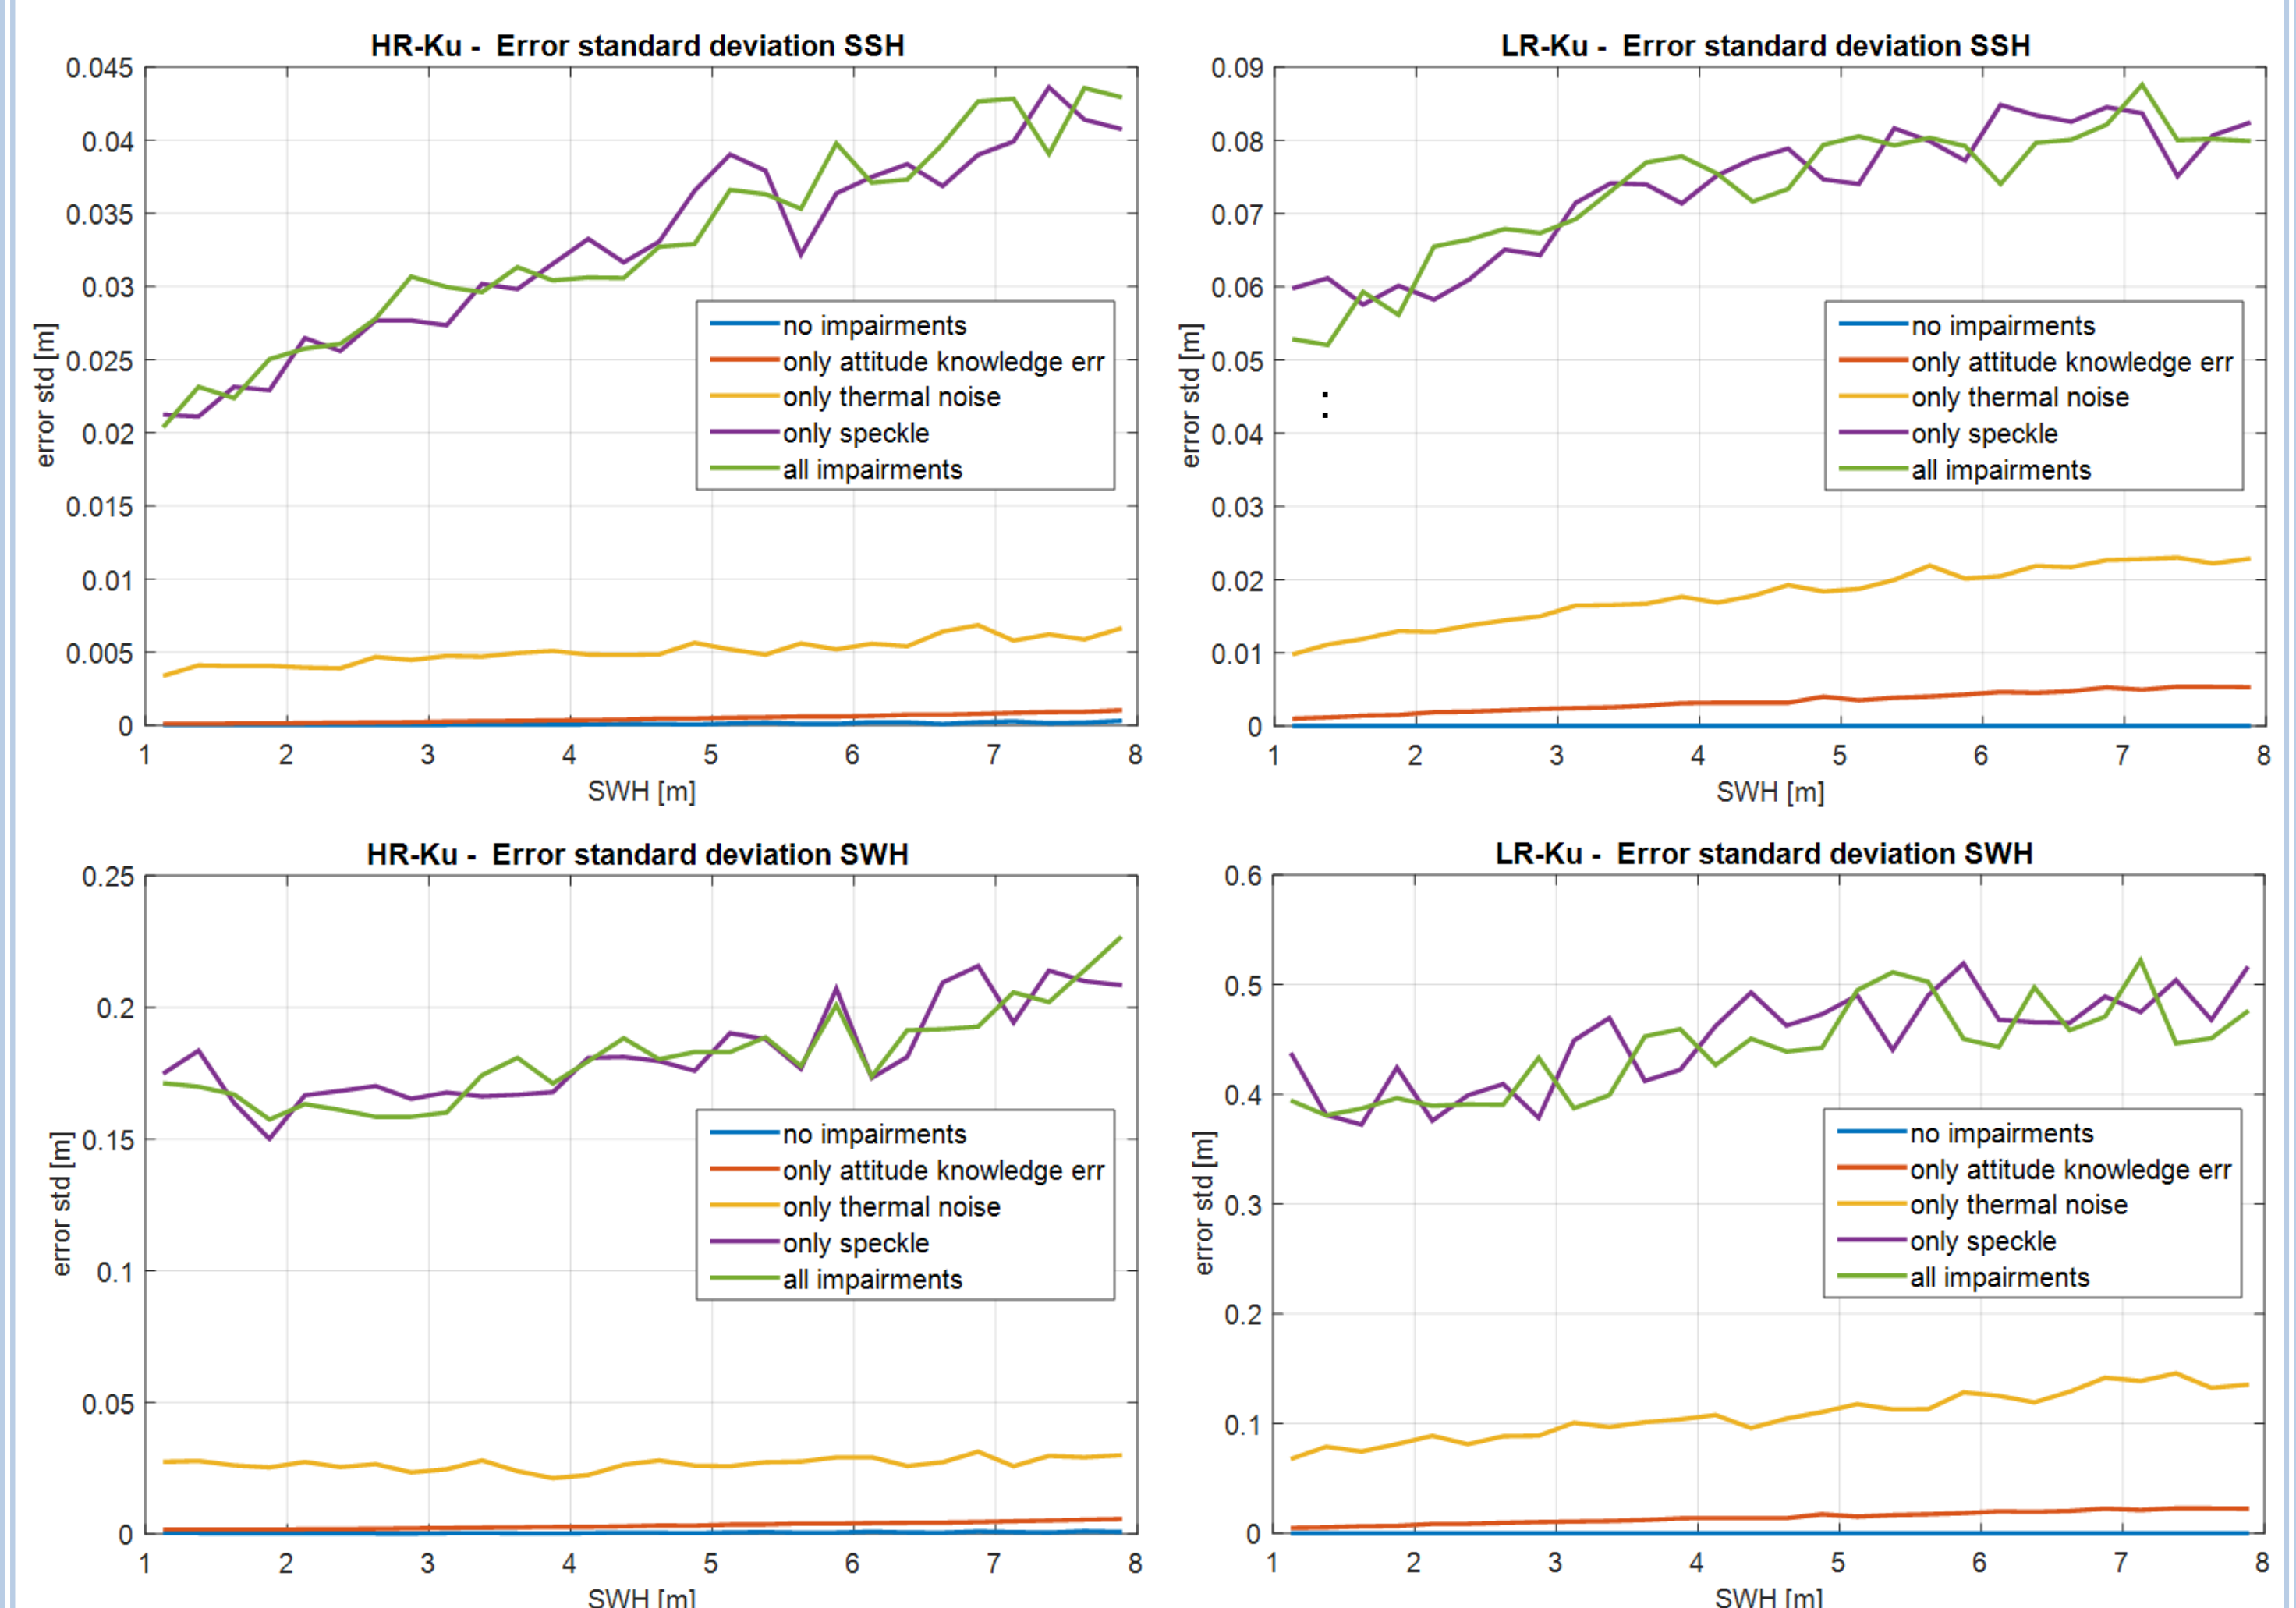 HR-Ku - Error standard deviation SSH
0.045
0.04
0.035
0.03
0.025
0.02
0.015
0.01
0.005
0
error std [m]
no impairments
only attitude knowledge err
only thermal noise
only speckle
all impairments
1 2 3 4 5 6 7 8
SWH [m]
LR-Ku - Error standard deviation SSH
0.09
0.08
0.07
0.06
0.05
0.04
0.03
0.02
0.01
0
error std [m]
:
no impairments
only attitude knowledge err
only thermal noise
only speckle
all impairments
1 2 3 4 5 6 7 8
SWH [m]
HR-Ku - Error standard deviation SWH
0.25
0.2
0.15
0.1
0.05
0
error std [m]
no impairments
only attitude knowledge err
only thermal noise
only speckle
all impairments
1 2 3 4 5 6 7 8
SWH [m]
LR-Ku - Error standard deviation SWH
0.6
0.5
0.4
0.3
0.2
0.1
0
error std [m]
no impairments
only attitude knowledge err
only thermal noise
only speckle
all impairments
1 2 3 4 5 6 7 8
SWH [m]